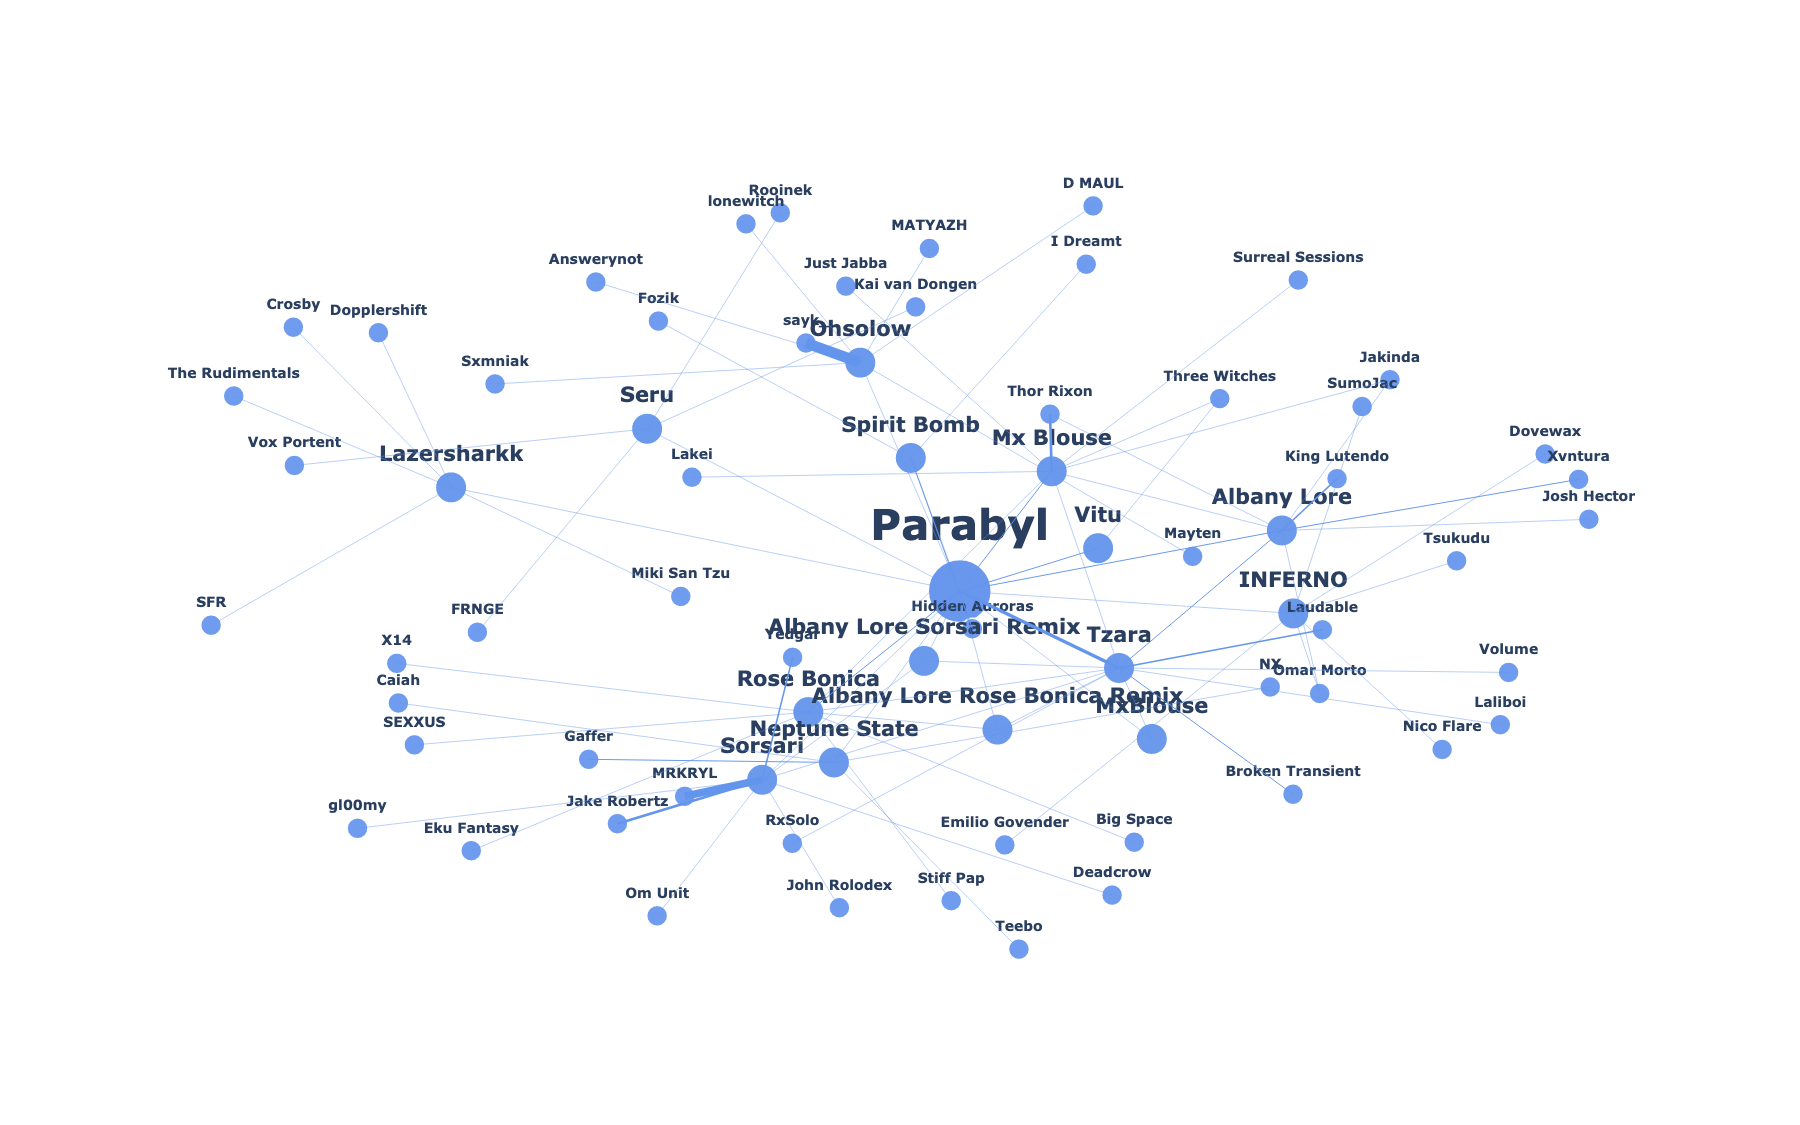 D MAUL
Rooinek
lonewitch
MATYAZH
I Dreamt
Surreal Sessions
Answerynot
Just Jabba
Kai van Dongen
Fozik
Crosby
Dopplershift
sayk
Ohsolow
Sxmniak
Jakinda
The Rudimentals
Three Witches
SumoJac
Thor Rixon
Seru
Spirit Bomb
Mx Blouse
Dovewax
Vox Portent
Lazersharkk
Lakei
King Lutendo
Xvntura
Albany Lore
Josh Hector
Parabyl
Vitu
Mayten
Tsukudu
Miki San Tzu
INFERNO
SFR
FRNGE
Hidden Auroras
Laudable
X14
Yedgar
Albany Lore Sorsari Remix
Tzara
Volume
Caiah
Rose Bonica
NX
Omar Morto
SEXXUS
Albany Lore Rose Bonica Remix
MxBlouse
Laliboi
Gaffer
Neptune State
Nico Flare
Sorsari
MRKRYL
Broken Transient
gl00my
Jake Robertz
Eku Fantasy
RxSolo
Emilio Govender
Big Space
Om Unit
John Rolodex
Stiff Pap
Deadcrow
Teebo